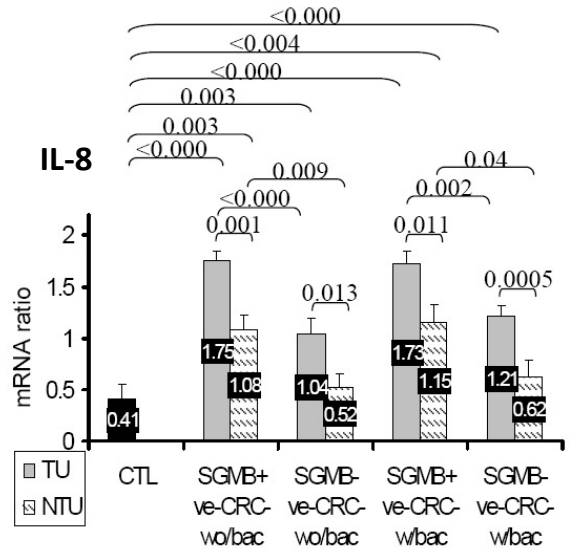 <0.000
<0.004
<0.000
0.003
0.003
<0.000
IL-8
0.04
0.009
0.002
<0.000
0.001
0.011
0.013
0.0005
mRNA ratio
2
1.5
1
0.5
0
0.41
1.75
1.08
1.04
0.52
1.73
1.15
1.21
0.62
TU
NTU
CTL
SGMB+
ve-CRC-
wo/bac
SGMB-
ve-CRC-
wo/bac
SGMB+
ve-CRC-
w/bac
SGMB-
ve-CRC-
w/bac